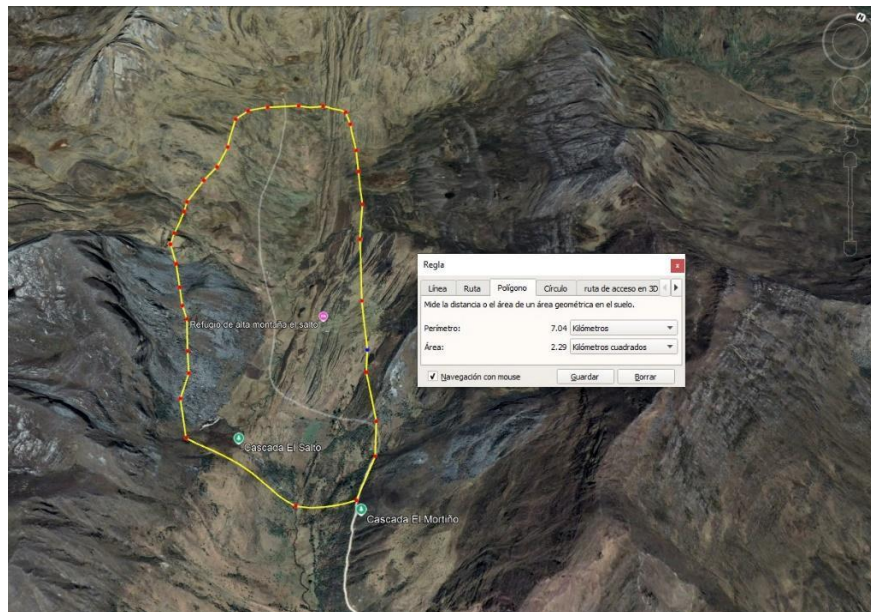 N
Regla
x
Línea Ruta Polígono Círculo ruta de acceso en 3D
Mide la distancia o el área de un área geométrica en el suelo.
Perímetro: 7.04 Kilómetros
Área: 2.29 Kilómetros cuadrados
Navegación con mouse Guardar Borrar
Refugio de alta montaña el salto
Cascada El Salto
Cascada El Mortiño